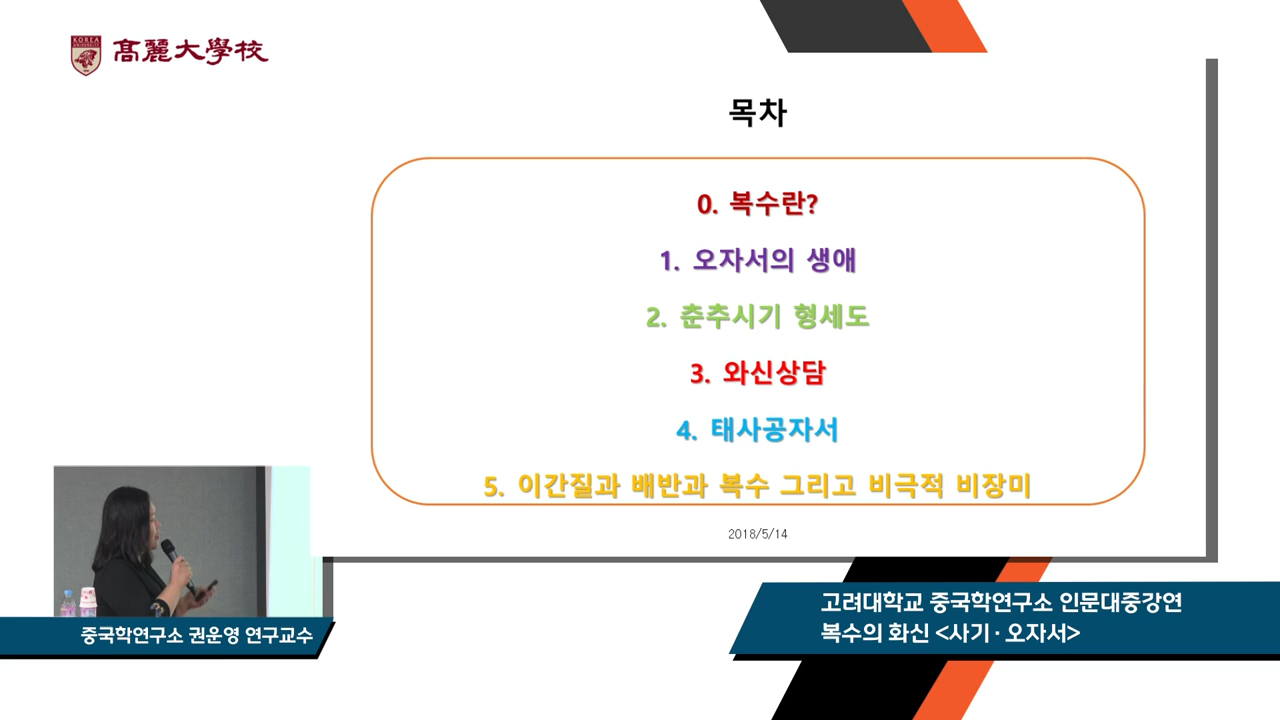 KOREA
UNIVERSITY
高麗大學校
목차
0. 복수란?
1. 오자서의 생애
2. 춘추시기 형세도
3. 와신상담
4. 태사공자서
5. 이간질과 배반과 복수 그리고 비극적 비장미
2018/5/14
중국학연구소 권운영 연구교수
고려대학교 중국학연구소 인문대중강연
복수의 화신 <사기·오자서>